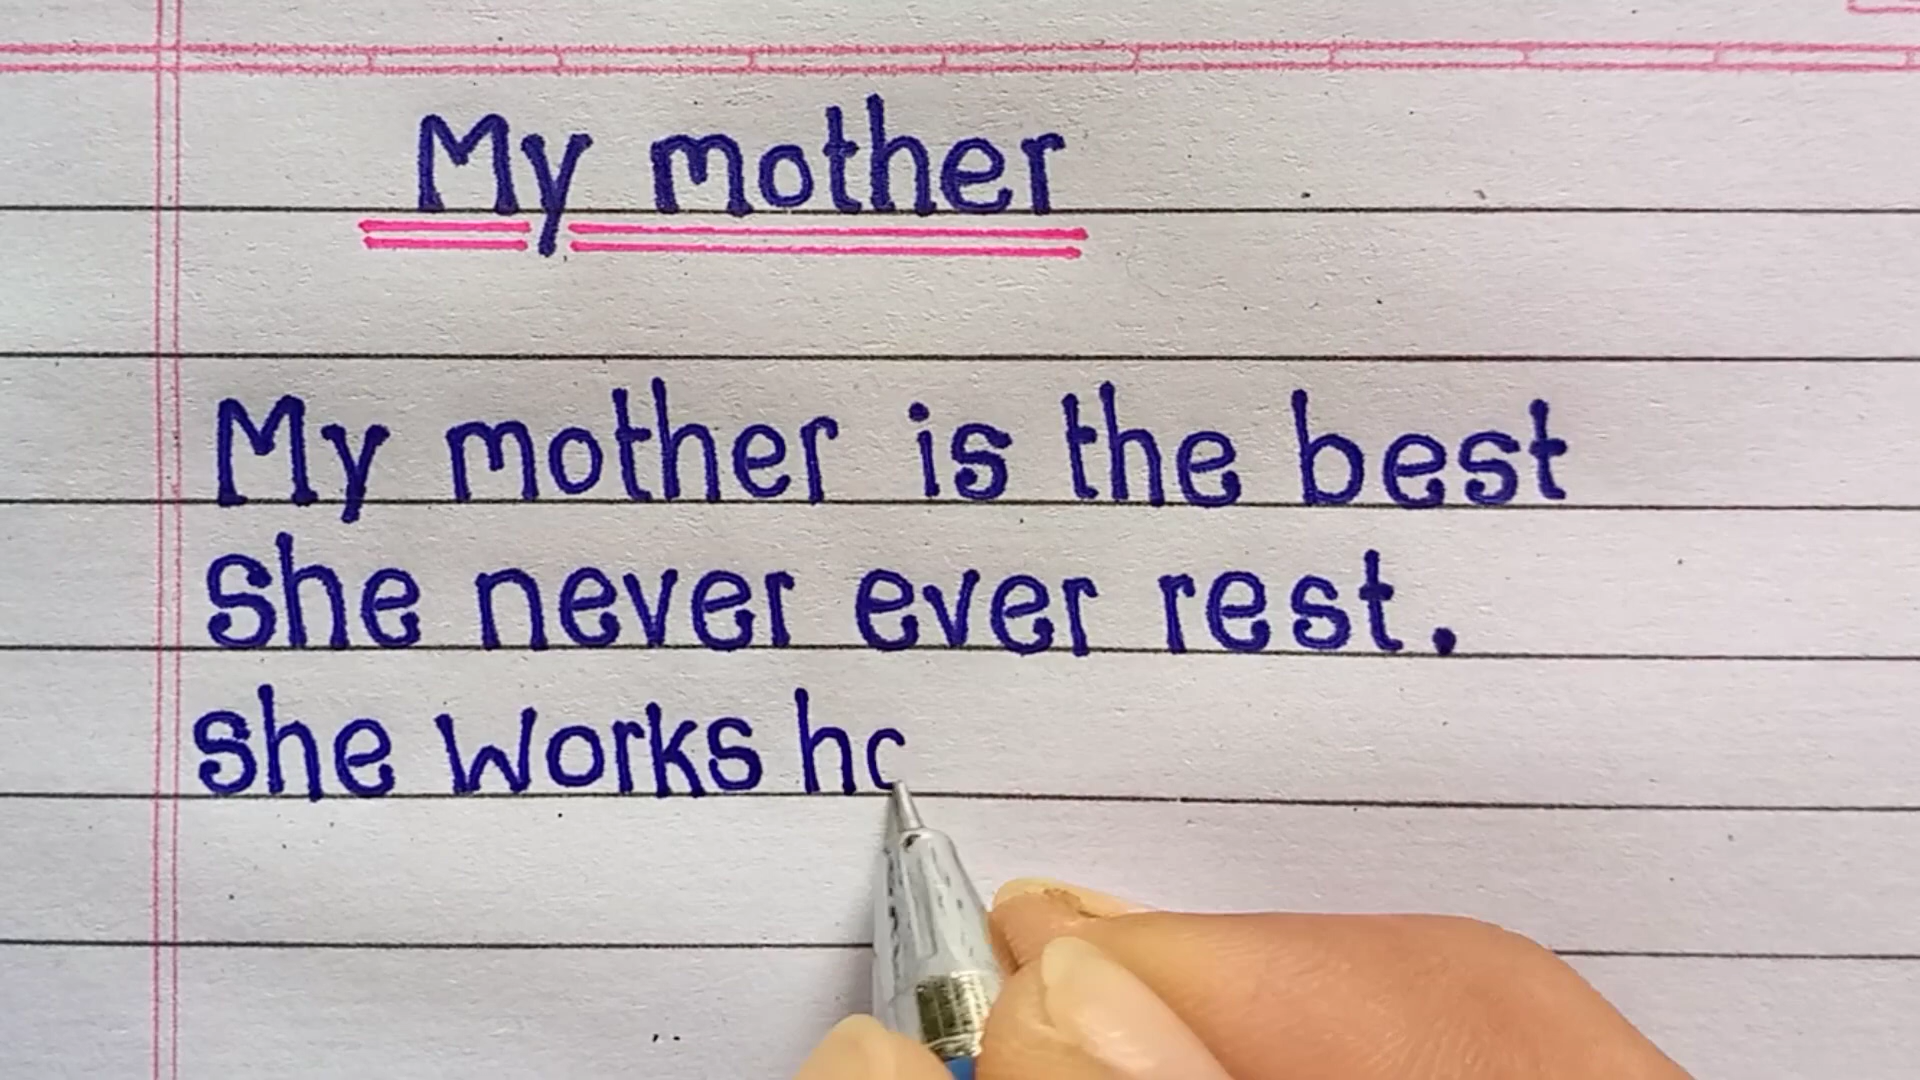 My mother
My mother is the best
She never ever rest.
She works